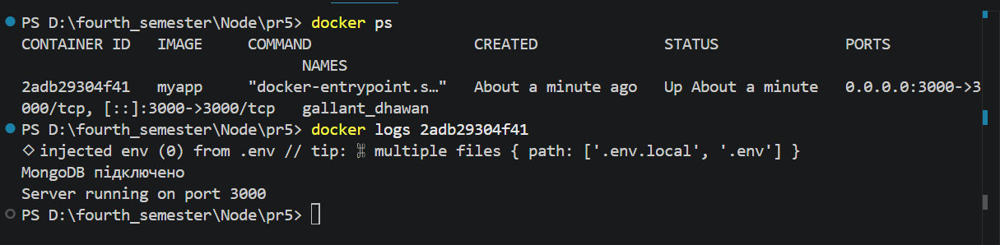 PS D:\fourth_semester\Node\pr5> docker ps
CONTAINER ID   IMAGE     COMMAND                  CREATED              STATUS              PORTS
                             NAMES
2adb29304f41   myapp     "docker-entrypoint.s…"   About a minute ago   Up About a minute   0.0.0.0:3000->3
000/tcp, [::]:3000->3000/tcp   gallant_dhawan
PS D:\fourth_semester\Node\pr5> docker logs 2adb29304f41
◇ injected env (0) from .env // tip: ⌘ multiple files { path: ['.env.local', '.env'] }
MongoDB підключено
Server running on port 3000
PS D:\fourth_semester\Node\pr5>